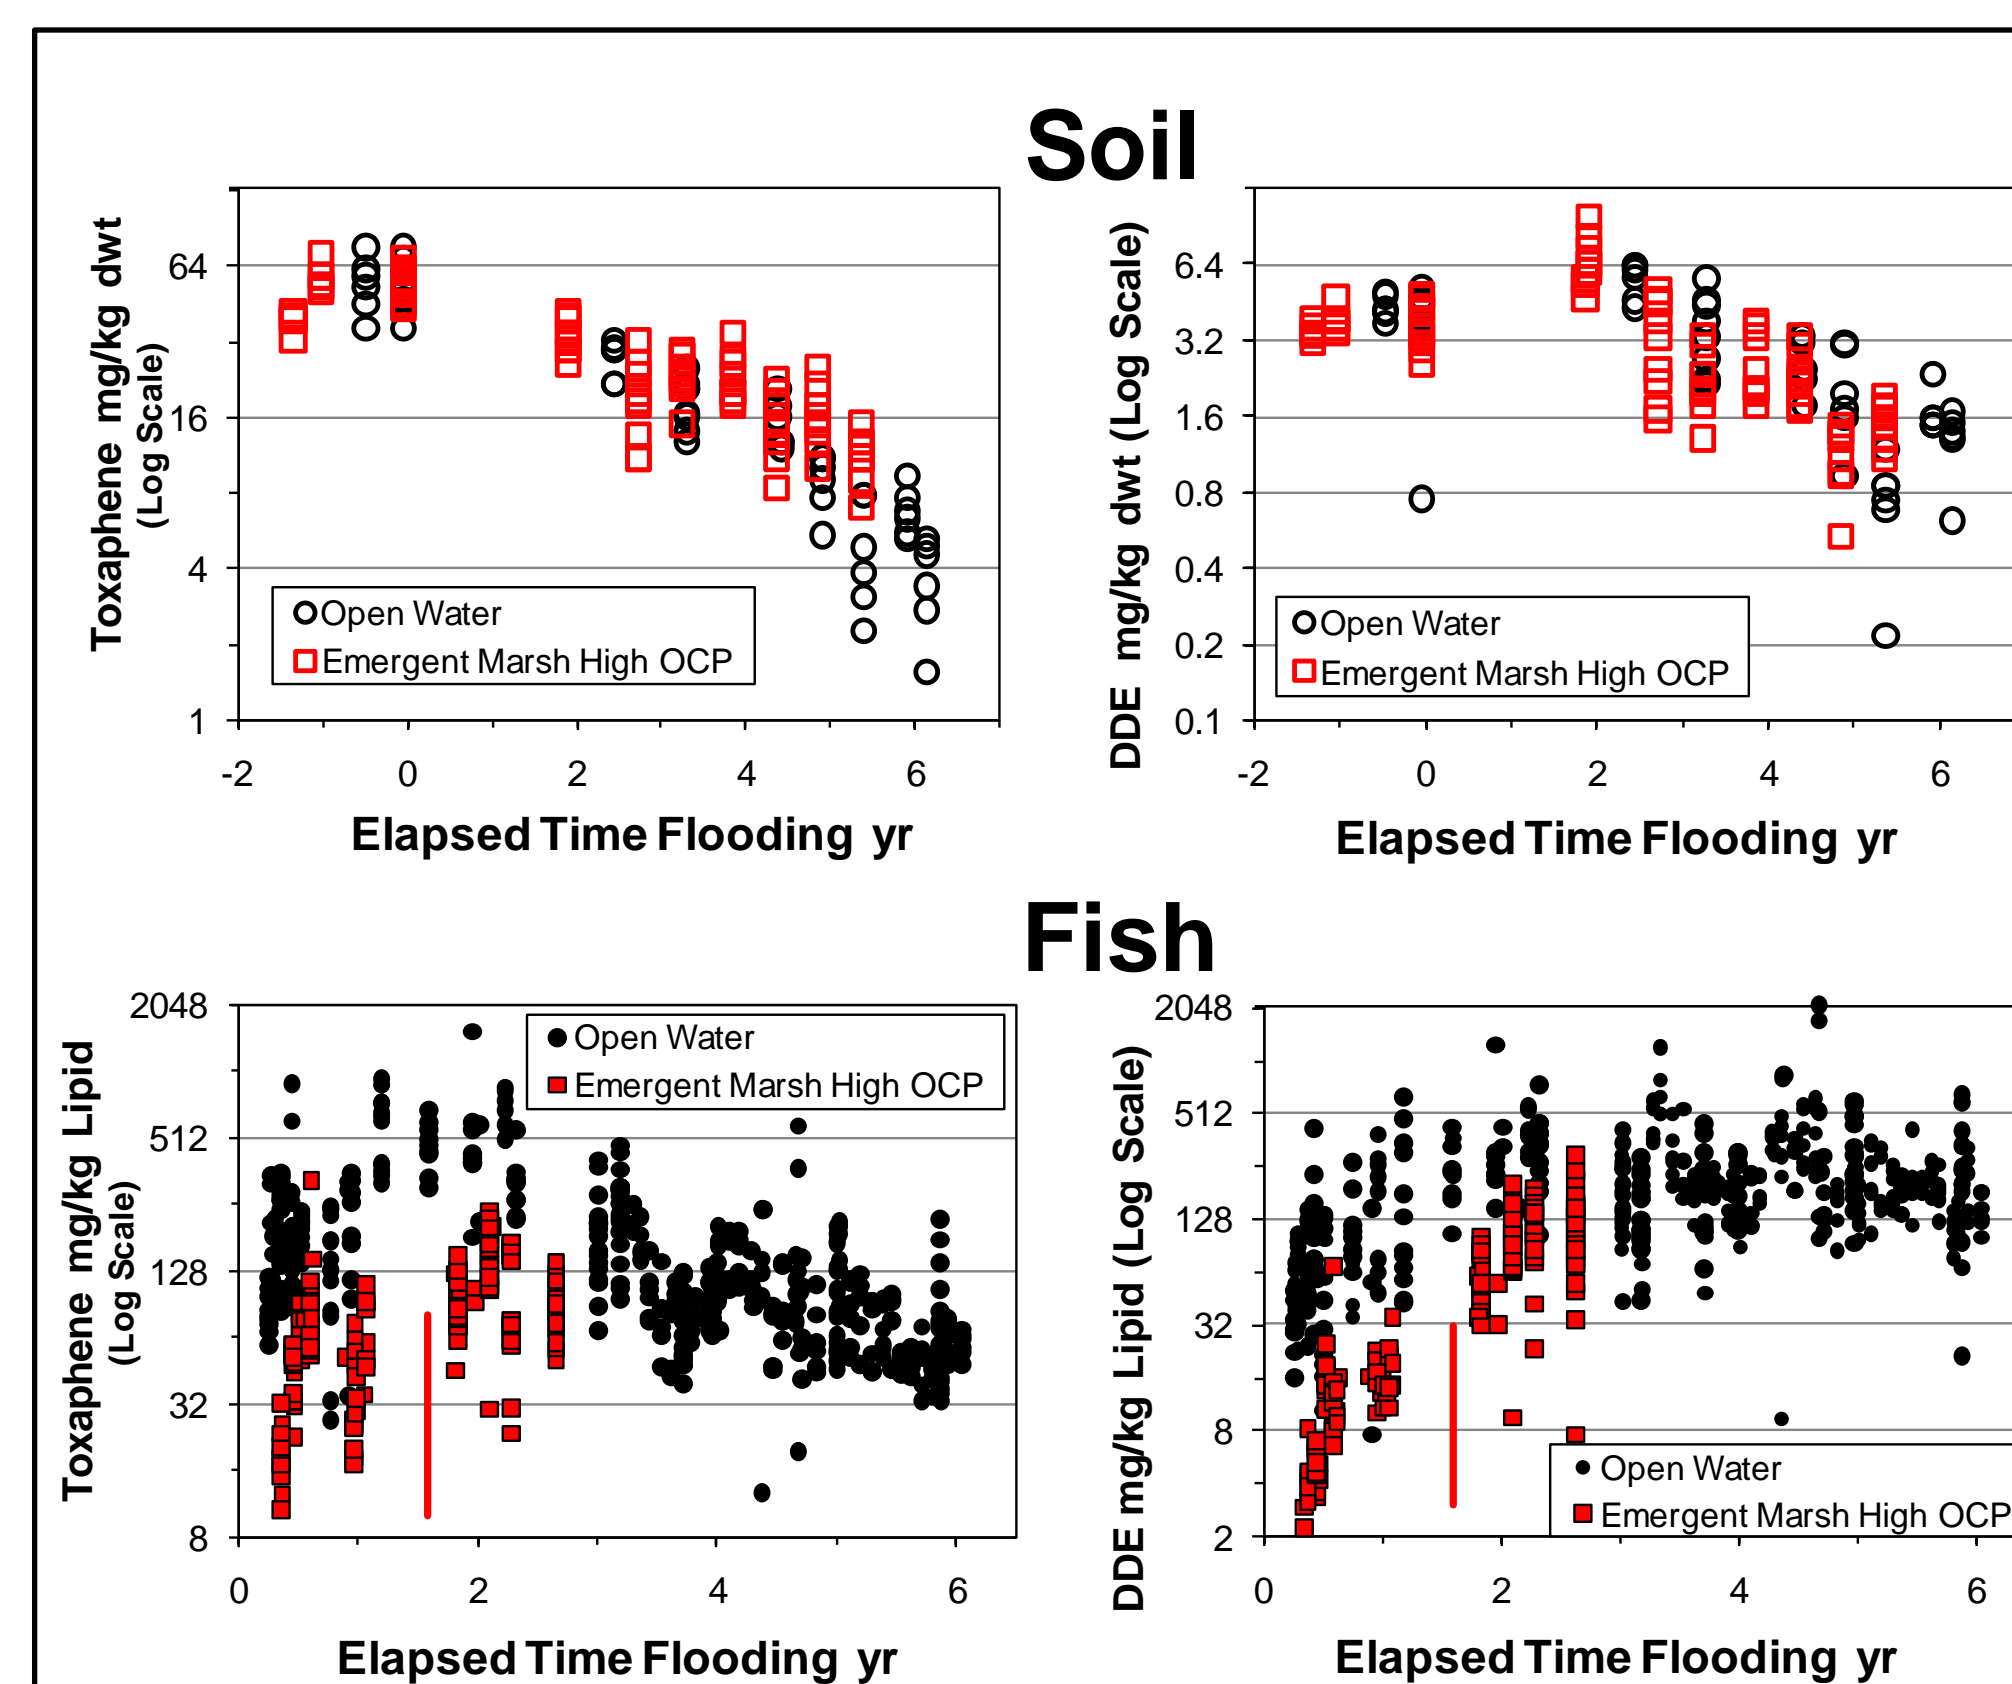 Soil
Toxaphene mg/kg dwt
(Log Scale)
64
16
4
1
Open Water
Emergent Marsh High OCP
-2 0 2 4 6
Elapsed Time Flooding yr
DDE mg/kg dwt (Log Scale)
6.4
3.2
1.6
0.8
0.4
0.2
0.1
Open Water
Emergent Marsh High OCP
-2 0 2 4 6
Elapsed Time Flooding yr
Fish
Toxaphene mg/kg Lipid
(Log Scale)
2048
512
128
32
8
Open Water
Emergent Marsh High OCP
0 2 4 6
Elapsed Time Flooding yr
DDE mg/kg Lipid (Log Scale)
2048
512
128
32
8
2
Open Water
Emergent Marsh High OCP
0 2 4 6
Elapsed Time Flooding yr